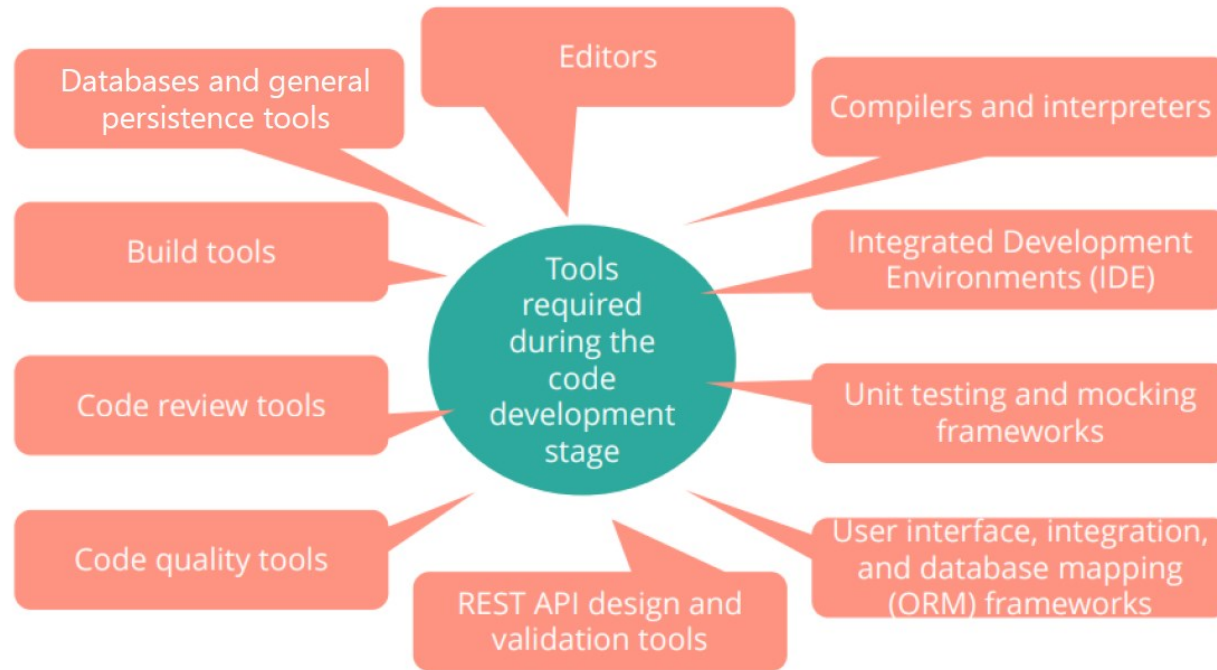 Editors
Databases and general
persistence tools
Compilers and interpreters
Build tools
Integrated Development
Environments (IDE)
Tools
required
during the
code
development
stage
Code review tools
Unit testing and mocking
frameworks
Code quality tools
User interface, integration,
and database mapping
(ORM) frameworks
REST API design and
validation tools